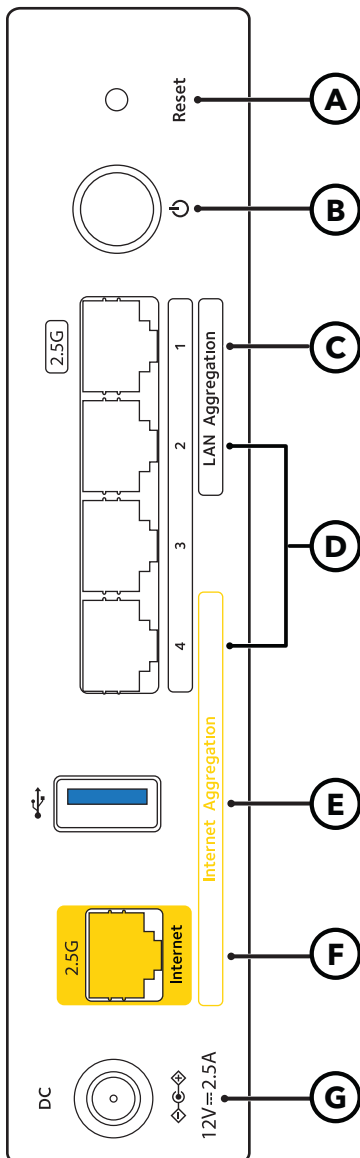 Reset
A
B
2.5G
1
LAN Aggregation
C
2
D
3
4
Internet Aggregation
E
2.5G
Internet
F
DC
12V⎓2.5A
G